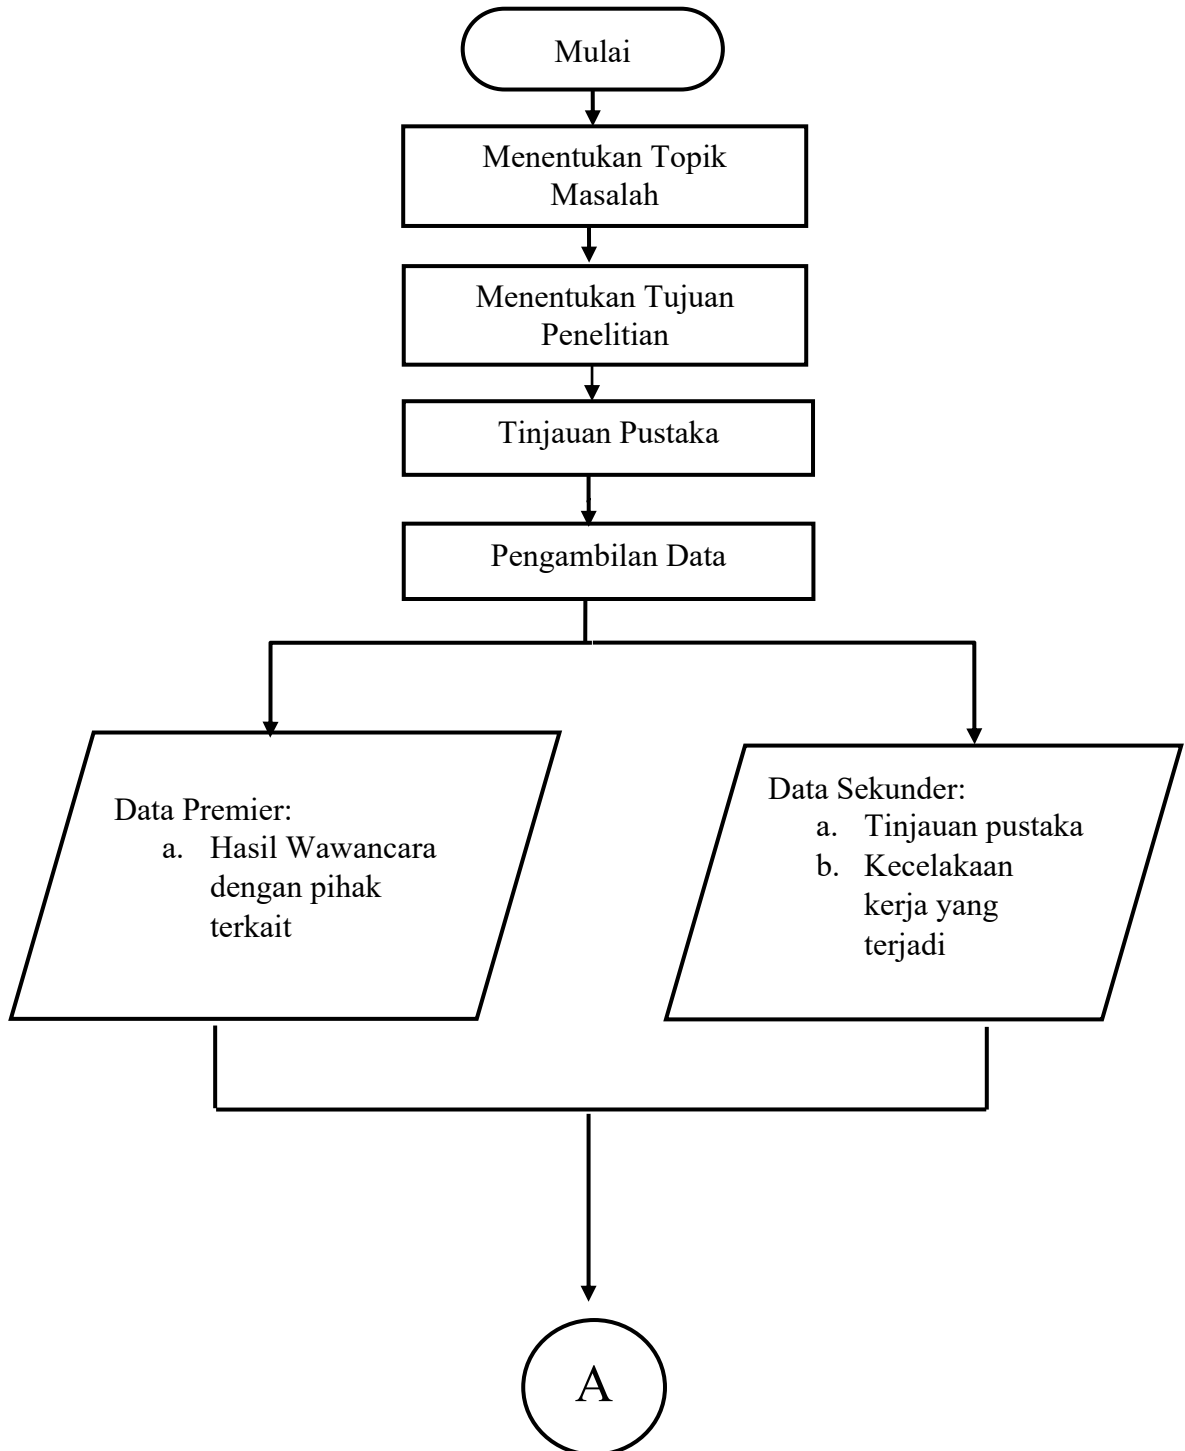 Mulai
Menentukan Topik
Masalah
Menentukan Tujuan
Penelitian
Tinjauan Pustaka
Pengambilan Data
Data Premier:
a. Hasil Wawancara
dengan pihak
terkait
Data Sekunder:
a. Tinjauan pustaka
b. Kecelakaan
kerja yang
terjadi
A